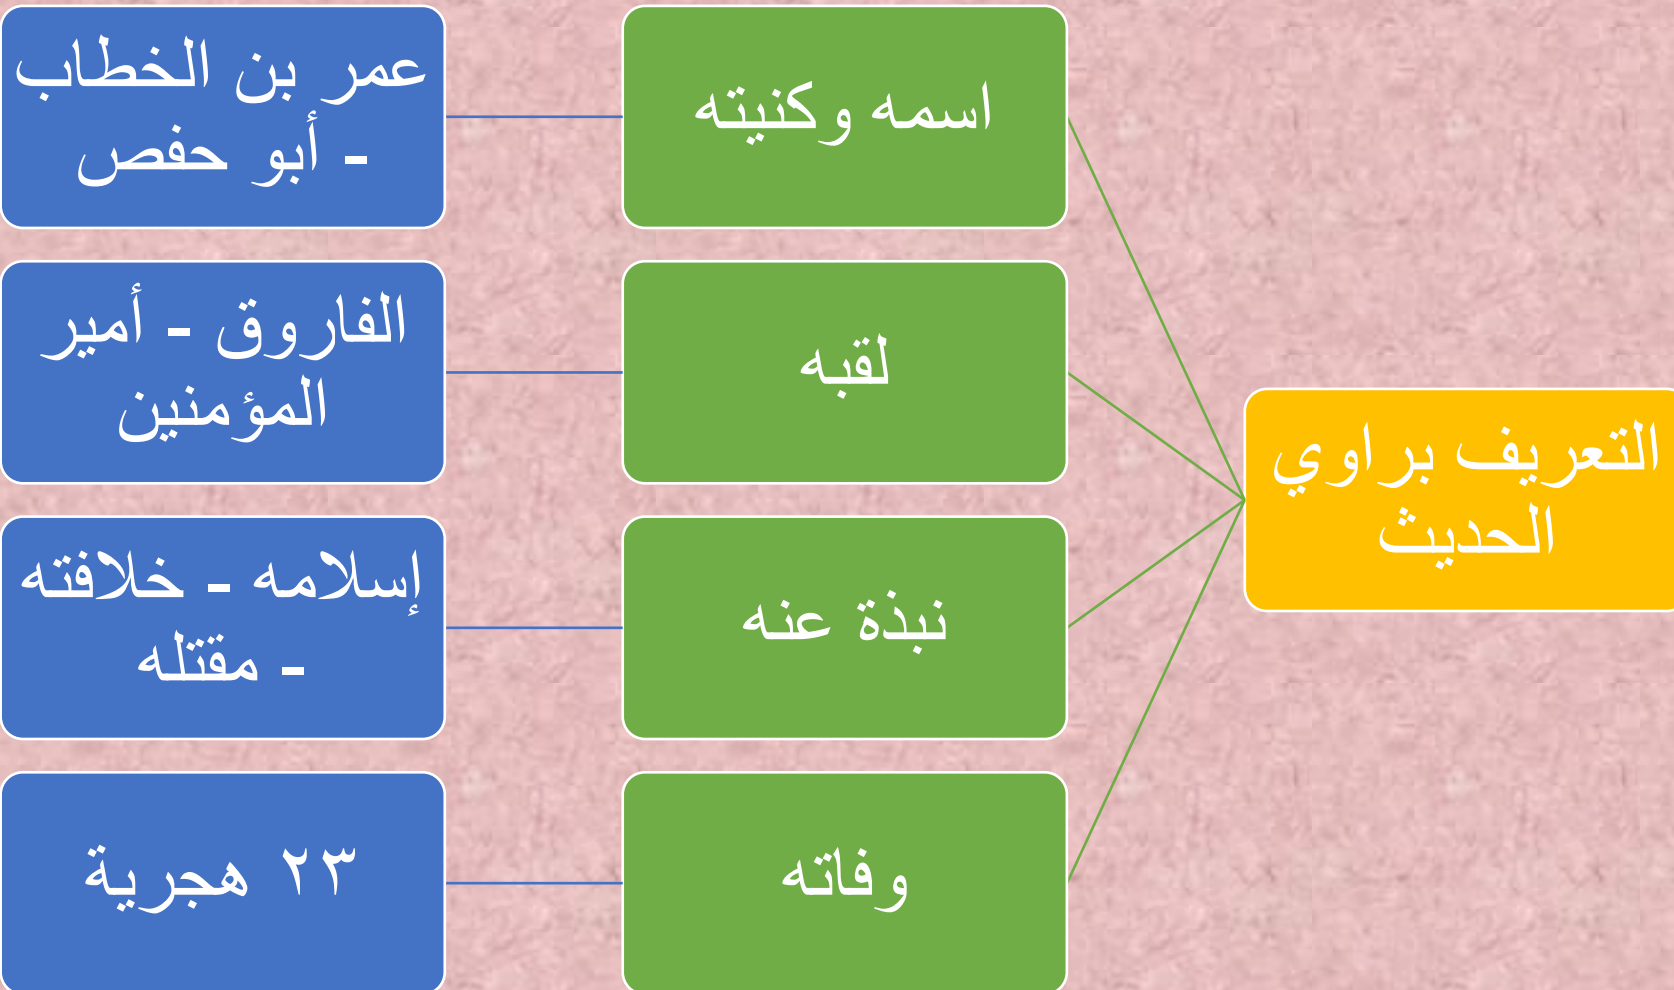 التعريف براوي
الحديث
اسمه وكنيته
عمر بن الخطاب
- أبو حفص
لقبه
الفاروق - أمير
المؤمنين
نبذة عنه
إسلامه - خلافته
- مقتله
وفاته
٢٣ هجرية